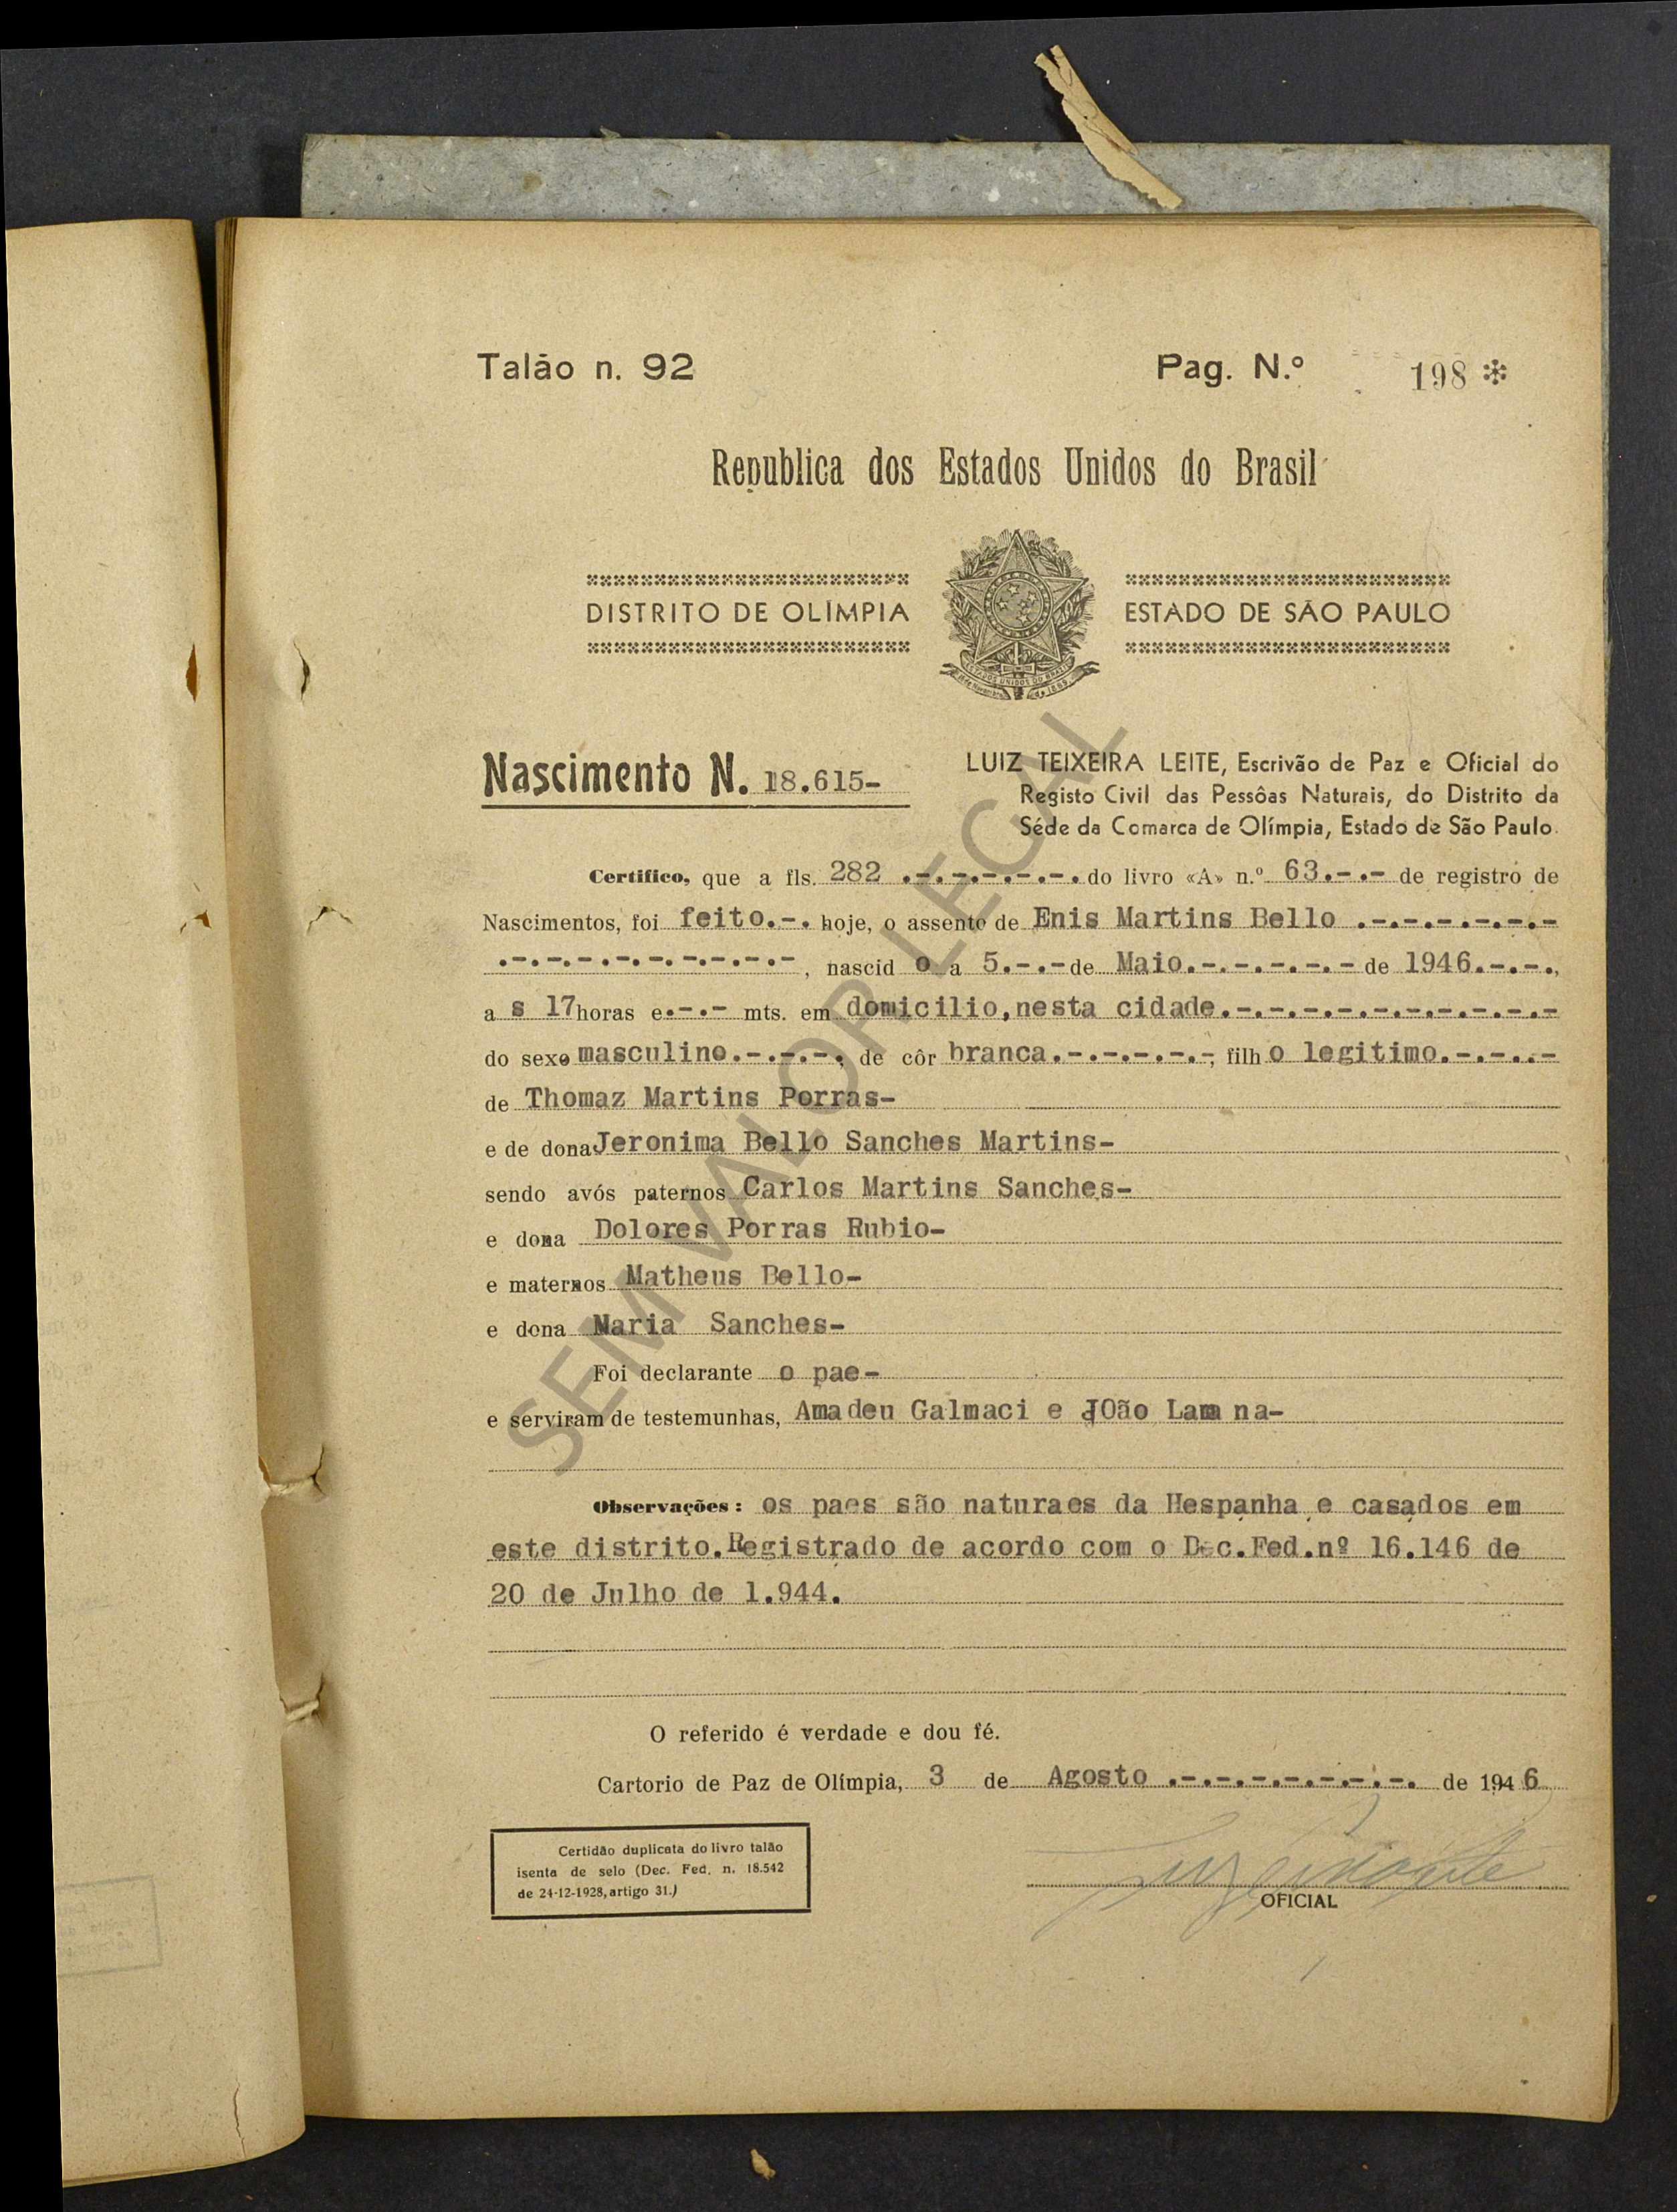 Talão n. 92
Pag. N.º 198
Republica dos Estados Unidos do Brasil
DISTRITO DE OLÍMPIA
ESTADO DE SÃO PAULO
Nascimento N. 18.615-
LUIZ TEIXEIRA LEITE, Escrivão de Paz e Oficial do
Registo Civil das Pessôas Naturais, do Distrito da
Séde da Comarca de Olímpia, Estado de São Paulo.
Certifico, que a fls. 282 .-.-.-.-.-. do livro «A» n.º 63.-.- de registro de
Nascimentos, foi feito.-. hoje, o assento de Enis Martins Bello .-.-.-.-.-.-
.-.-.-.-.-.-.-.-.-, nascid o a 5.-.- de Maio.-.-.-.-.- de 1946.-.-.,
a s 17 horas e.-.- mts. em domicilio, nesta cidade.-.-.-.-.-.-.-.-.-.-
do sexo masculino.-.-.-., de côr branca.-.-.-.-.-, filh o legitimo.-.-..-
de Thomaz Martins Porras-
e de dona Jeronima Bello Sanches Martins-
sendo avós paternos Carlos Martins Sanches-
e dona Dolores Porras Rubio-
e maternos Matheus Bello-
e dona Maria Sanches-
Foi declarante o pae-
e serviram de testemunhas, Amadeu Galmaci e JOão Lamana-
Observações: os paes são naturaes da Hespanha e casados em
este distrito. Registrado de acordo com o Dec.Fed.nº 16.146 de
20 de Julho de 1.944.
O referido é verdade e dou fé.
Cartorio de Paz de Olímpia, 3 de Agosto .-.-.-.-.-.-. de 1946
Certidão duplicata do livro talão
isenta de selo (Dec. Fed. n. 18.542
de 24-12-1928, artigo 31.)
OFICIAL
SEM VALOR LEGAL